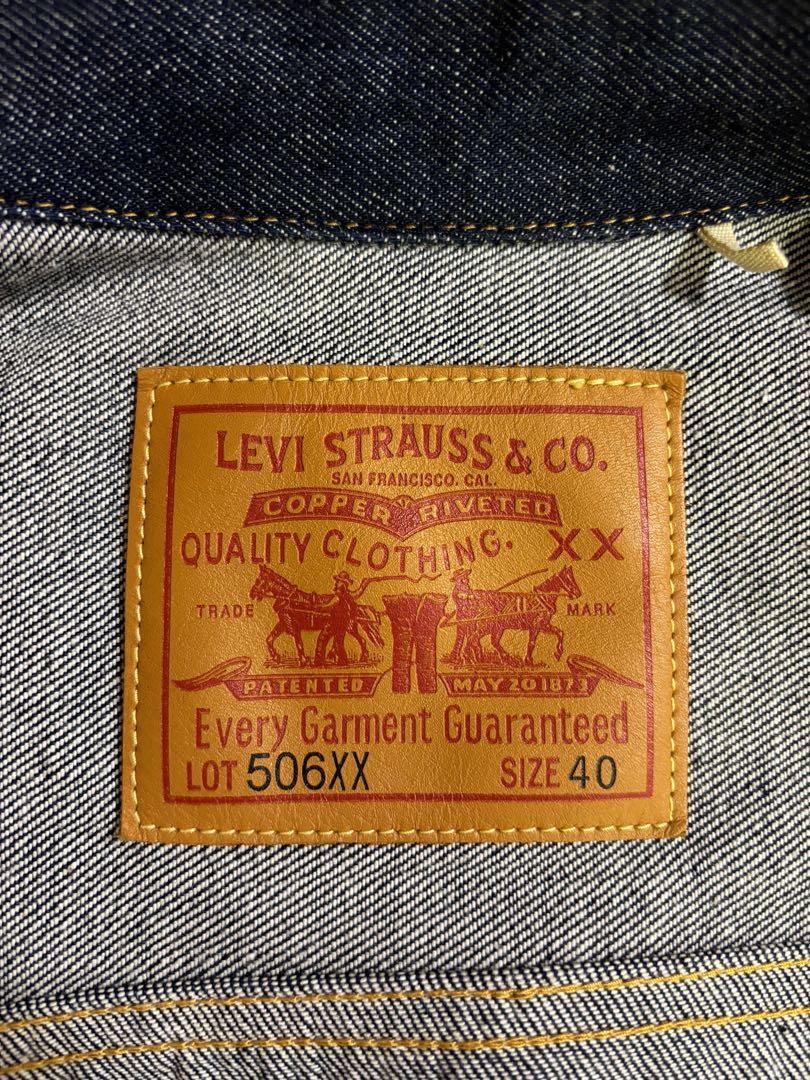 LEVI STRAUSS & CO.
SAN FRANCISCO. CAL.
COPPER RIVETED
QUALITY CLOTHING. XX
TRADE MARK
PATENTED MAY 20 1873
Every Garment Guaranteed
LOT 506XX SIZE 40